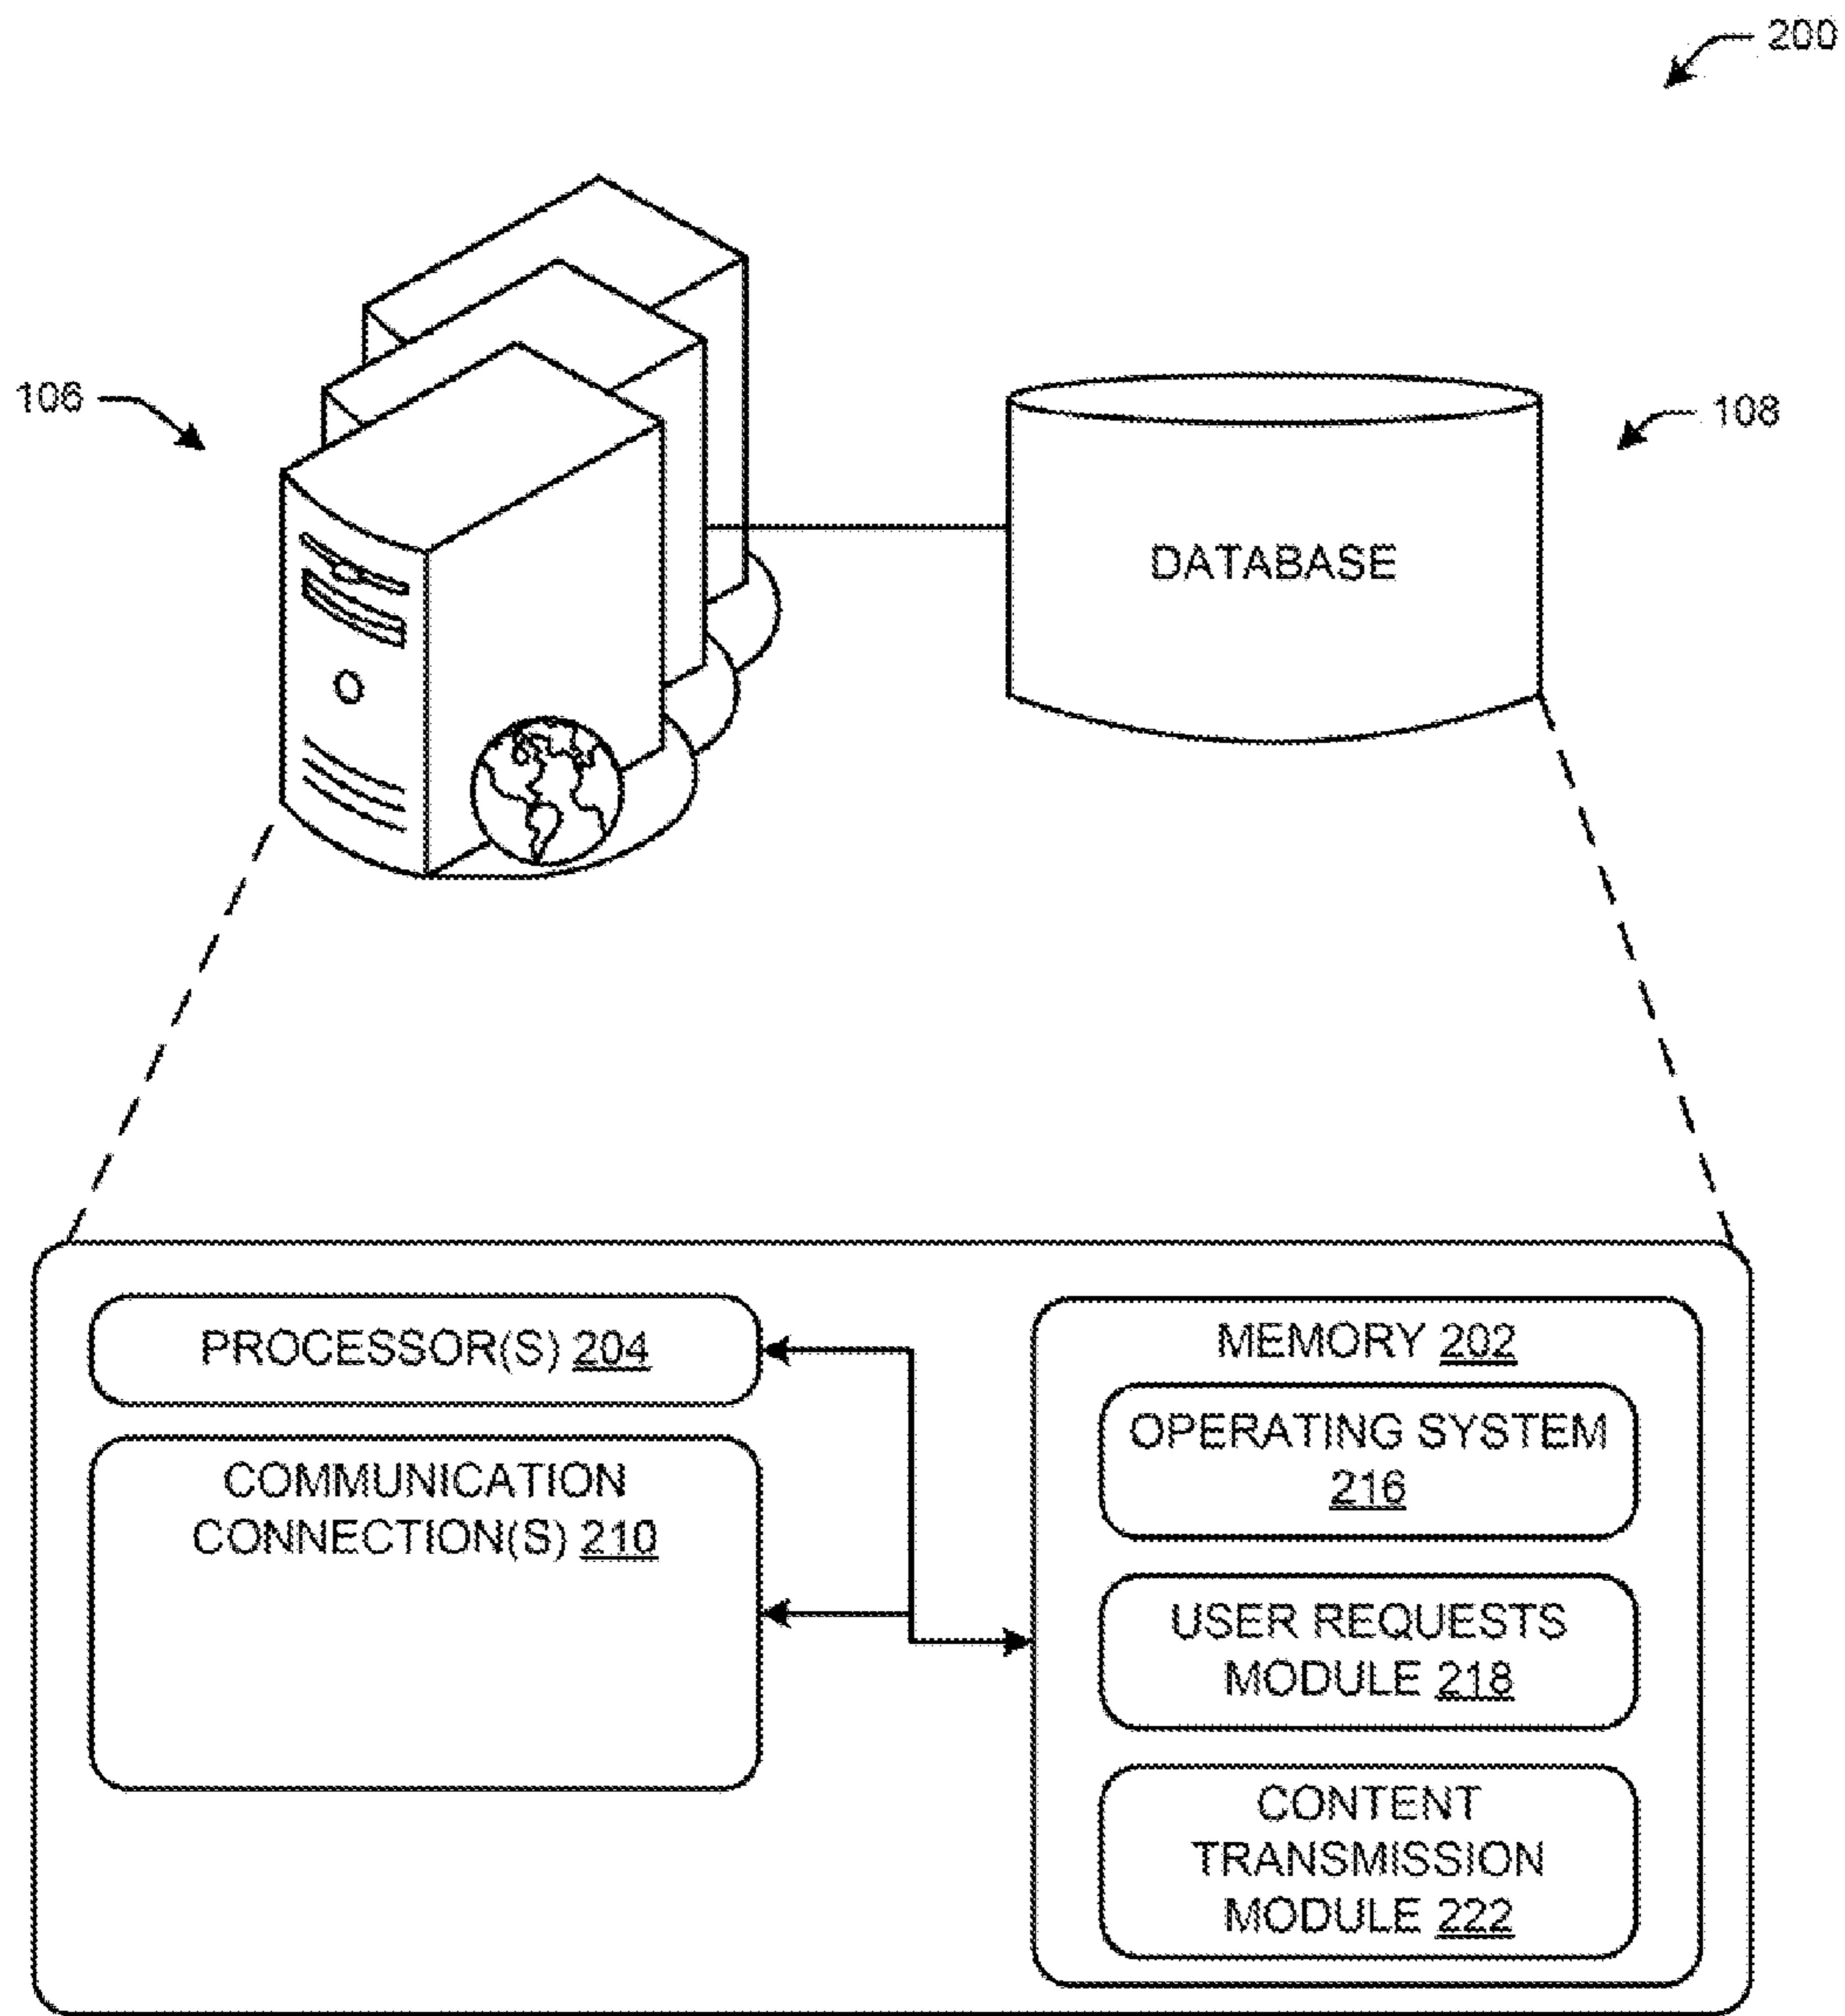 200
106
108
DATABASE
PROCESSOR(S) 204
COMMUNICATION
CONNECTION(S) 210
MEMORY 202
OPERATING SYSTEM
216
USER REQUESTS
MODULE 218
CONTENT
TRANSMISSION
MODULE 222